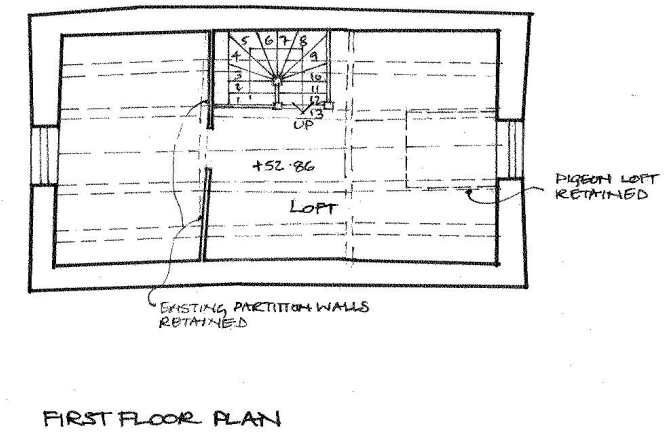 5 6 7 8
4 9
3 10
2 11
1 12
13
UP
+52.86
LOFT
PIGEON LOFT
RETAINED
EXISTING PARTITION WALLS
RETAINED
FIRST FLOOR PLAN